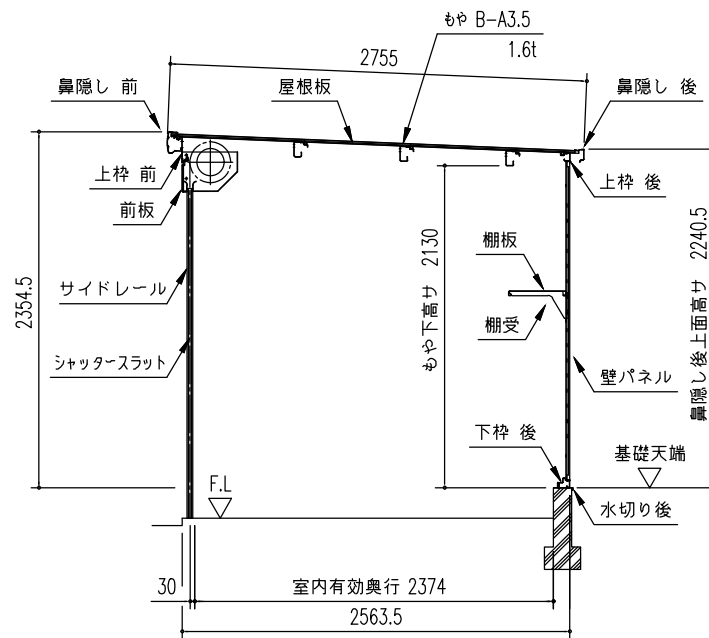 もや B-A3.5
1.6t
2755
鼻隠し 前
屋根板
鼻隠し 後
上枠 前
上枠 後
前板
棚板
サイドレール
棚受
シャッタースラット
壁パネル
2354.5
もや下高サ 2130
鼻隠し後上面高サ 2240.5
下枠 後
基礎天端
F.L
水切り後
30
室内有効奥行 2374
2563.5